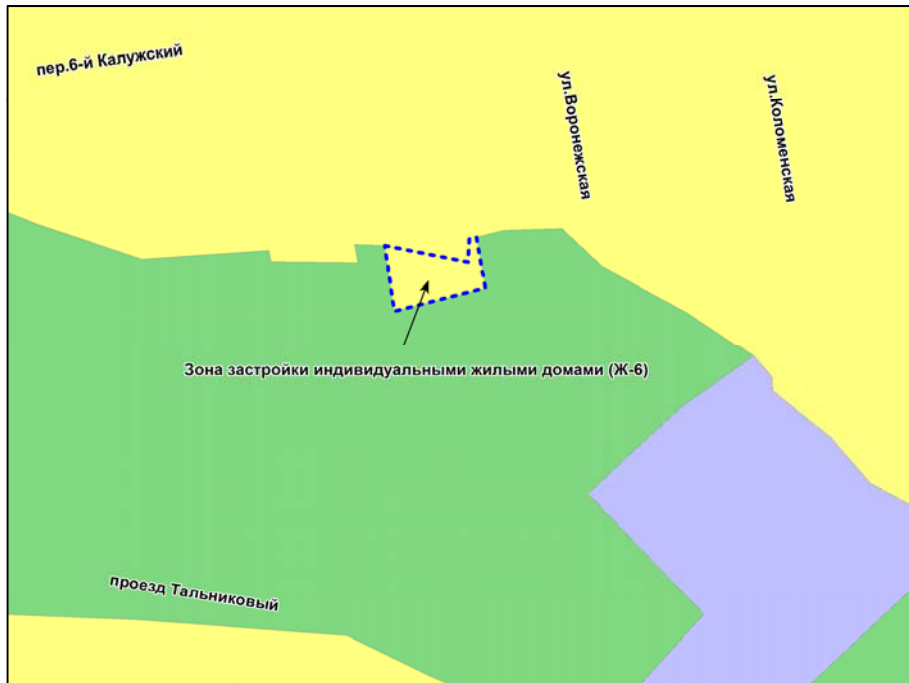 пер.6-й Калужский
ул.Воронежская
ул.Коломенская
Зона застройки индивидуальными жилыми домами (Ж-6)
проезд Тальниковый